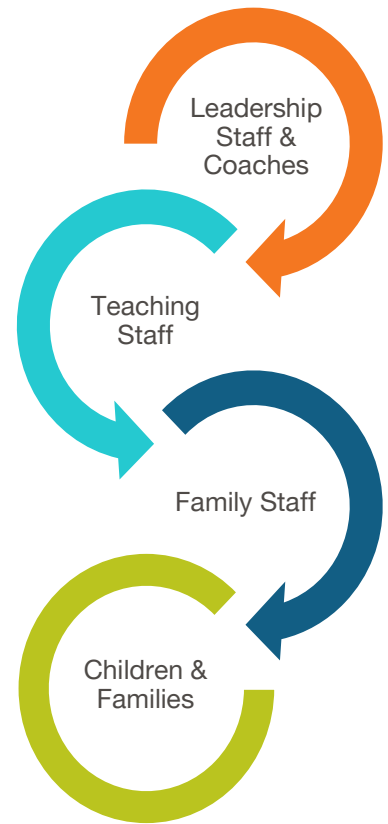 Leadership
Staff &
Coaches
Teaching
Staff
Family Staff
Children &
Families